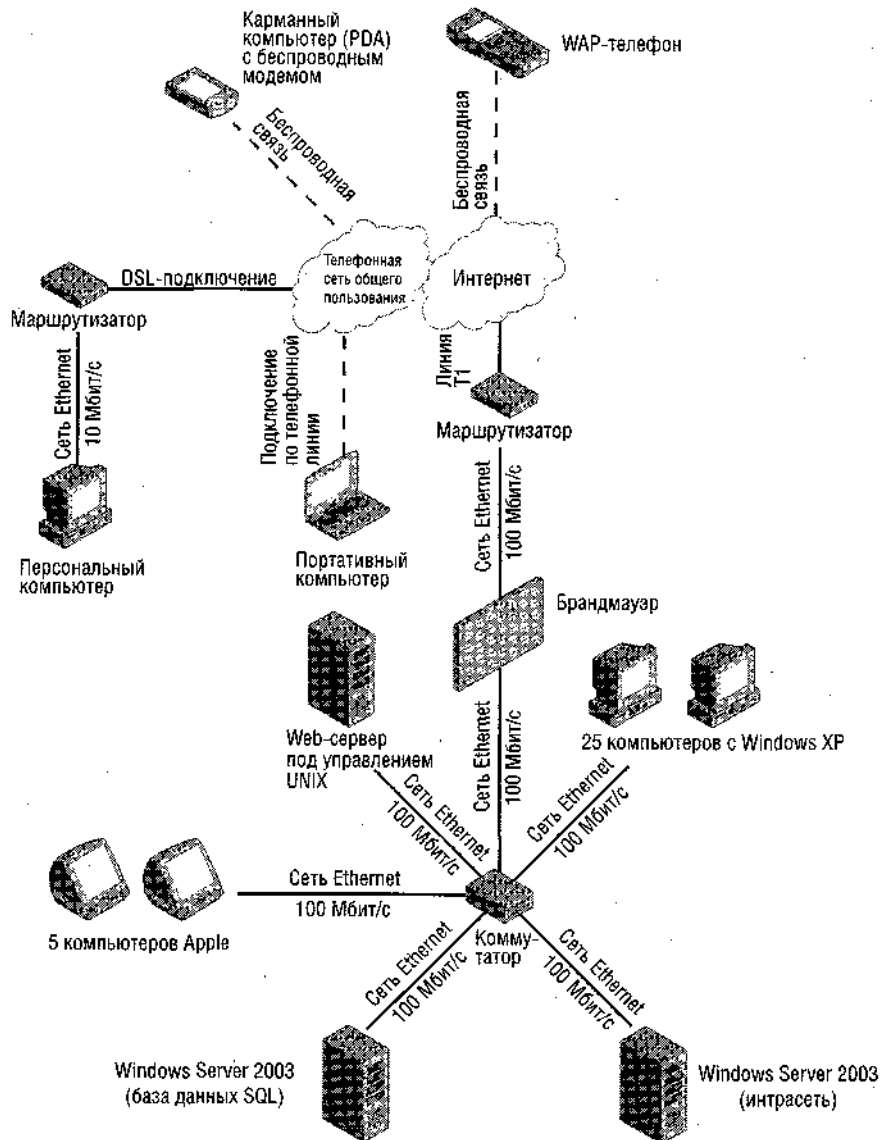 Карманный
компьютер (PDA)
с беспроводным
модемом
WAP-телефон
Беспроводная
связь
Беспроводная
связь
Телефонная
сеть общего
пользования
Интернет
DSL-подключение
Маршрутизатор
Сеть Ethernet
10 Мбит/с
Подключение
по телефонной
линии
Линия
T1
Маршрутизатор
Персональный
компьютер
Портативный
компьютер
Сеть Ethernet
100 Мбит/с
Брандмауэр
Web-сервер
под управлением
UNIX
Сеть Ethernet
100 Мбит/с
25 компьютеров с Windows XP
Сеть Ethernet
100 Мбит/с
Сеть Ethernet
100 Мбит/с
Сеть Ethernet
100 Мбит/с
5 компьютеров Apple
Комму-
татор
Сеть Ethernet
100 Мбит/с
Сеть Ethernet
100 Мбит/с
Windows Server 2003
(база данных SQL)
Windows Server 2003
(интрасеть)